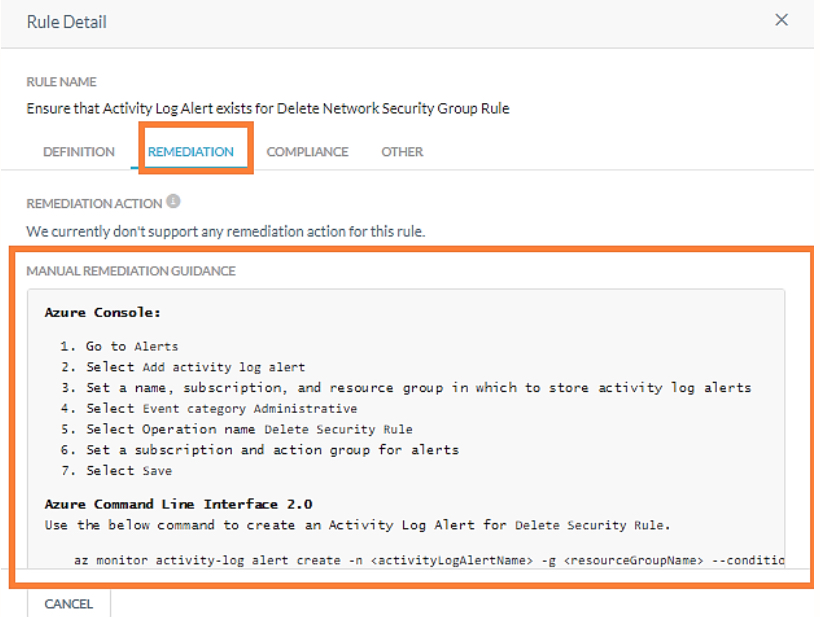 Rule Detail
RULE NAME
Ensure that Activity Log Alert exists for Delete Network Security Group Rule
DEFINITION REMEDIATION COMPLIANCE OTHER
REMEDIATION ACTION
We currently don't support any remediation action for this rule.
MANUAL REMEDIATION GUIDANCE
Azure Console:
1. Go to Alerts
2. Select Add activity log alert
3. Set a name, subscription, and resource group in which to store activity log alerts
4. Select Event category Administrative
5. Select Operation name Delete Security Rule
6. Set a subscription and action group for alerts
7. Select Save
Azure Command Line Interface 2.0
Use the below command to create an Activity Log Alert for Delete Security Rule.
az monitor activity-log alert create -n <activityLogAlertName> -g <resourceGroupName> --conditio
CANCEL